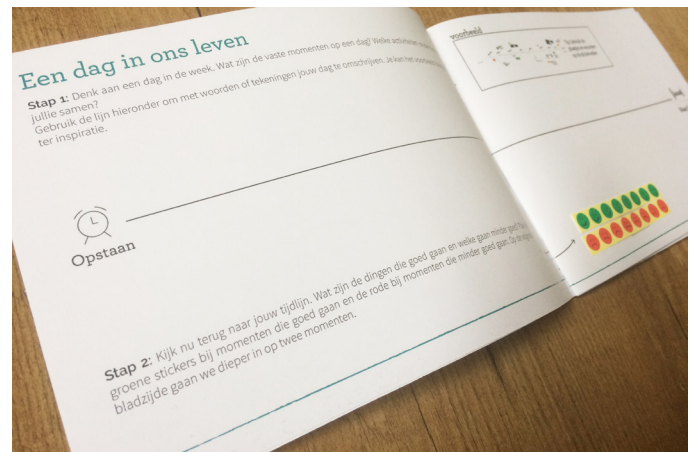 Een dag in ons leven
Stap 1: Denk aan een dag in de week. Wat zijn de vaste momenten op een dag? Welke activiteiten
jullie samen?
Gebruik de lijn hieronder om met woorden of tekeningen jouw dag te omschrijven. Je kan het voorbeeld
ter inspiratie.
Opstaan
Stap 2: Kijk nu terug naar jouw tijdlijn. Wat zijn de dingen die goed gaan en welke gaan minder goed?
groene stickers bij momenten die goed gaan en de rode bij momenten die minder goed gaan. Op de
bladzijde gaan we dieper in op twee momenten.
voorbeeld